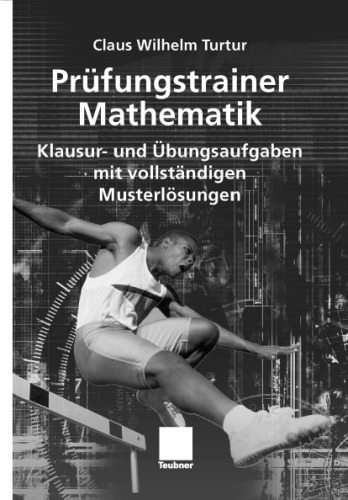 Claus Wilhelm Turtur
Prüfungstrainer
Mathematik
Klausur- und Übungsaufgaben
mit vollständigen
Musterlösungen
Teubner